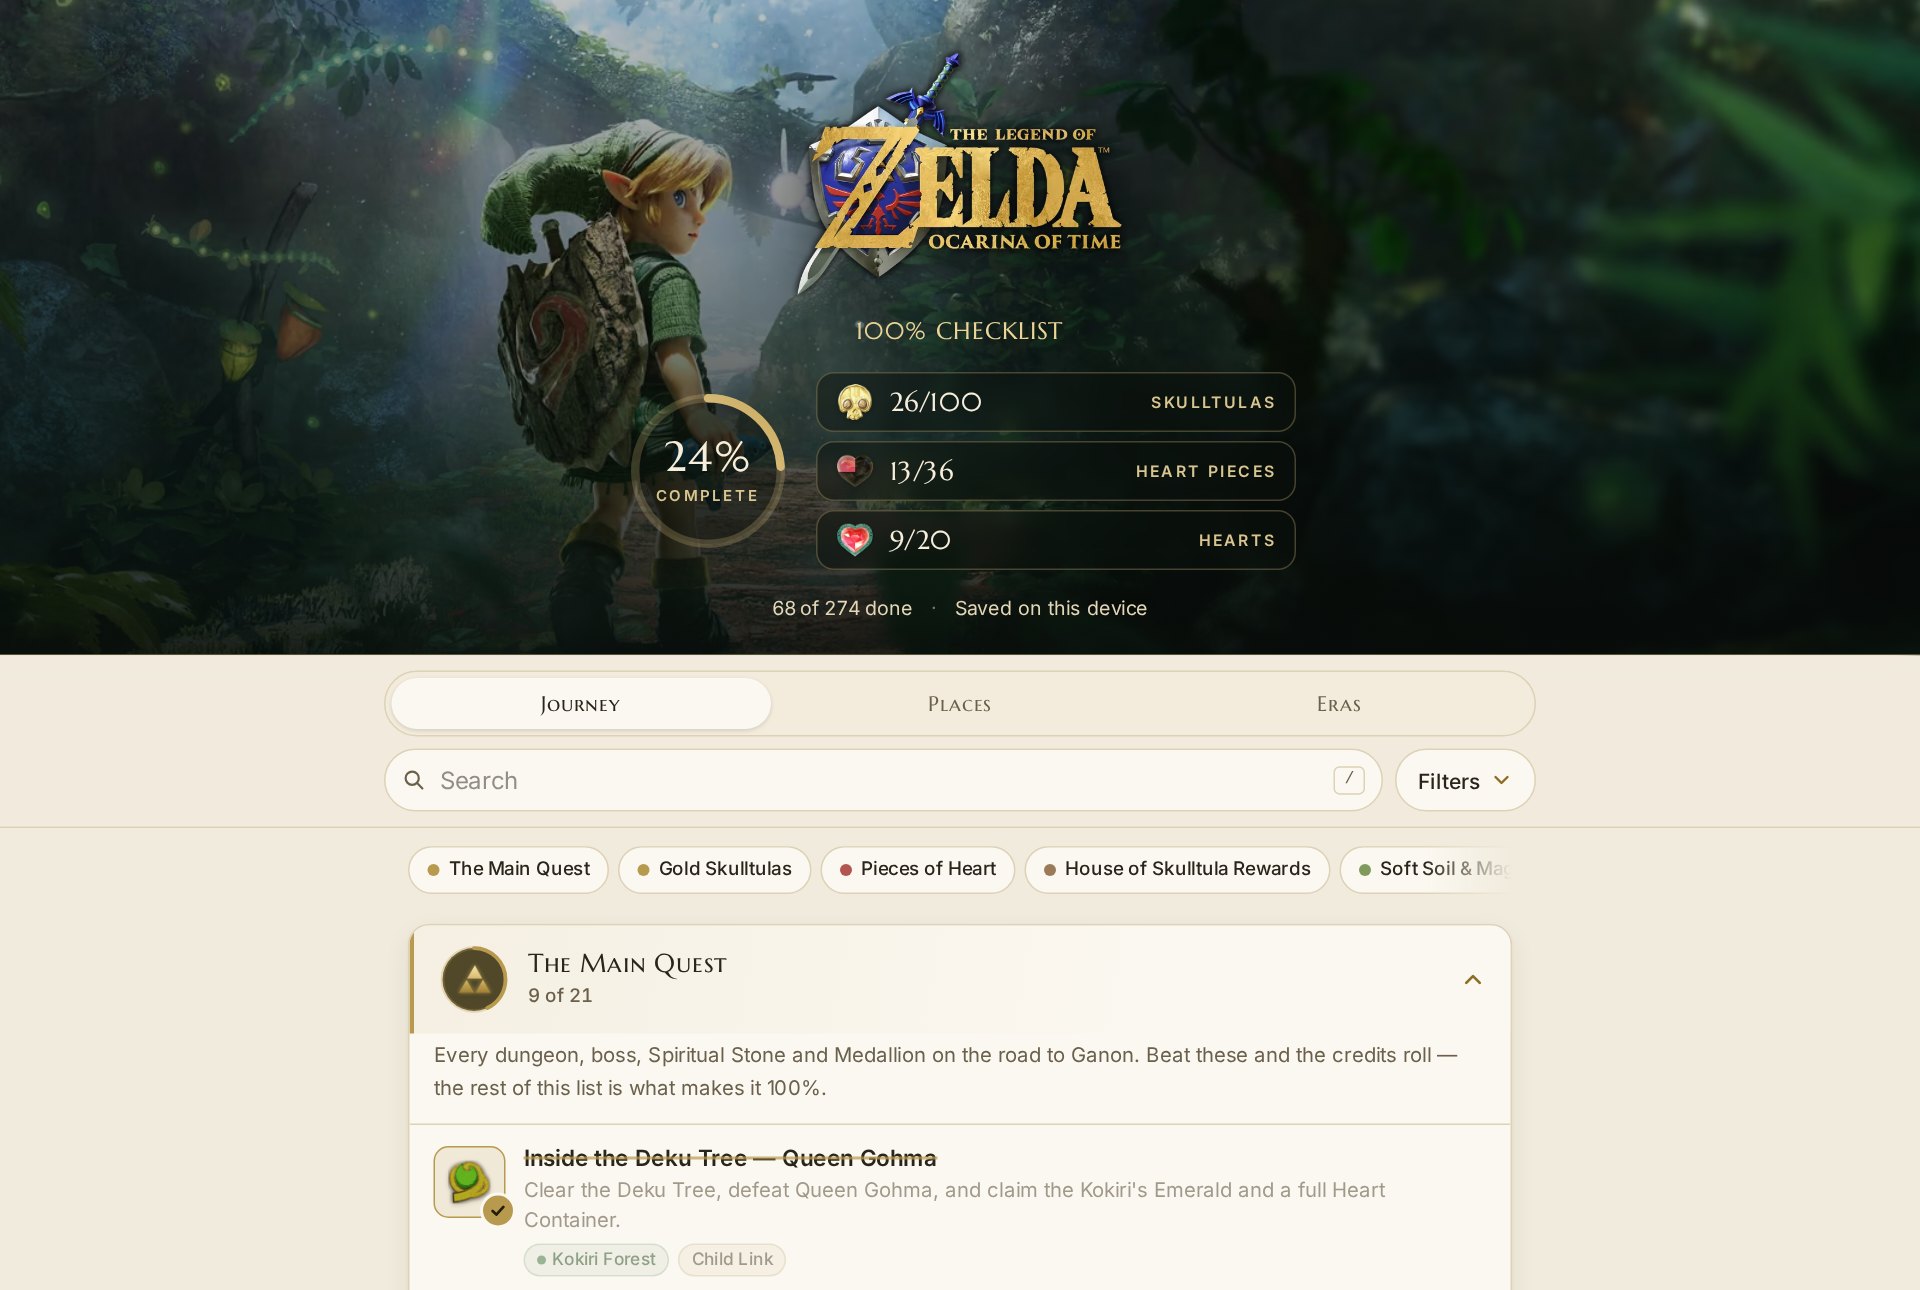 THE LEGEND OF
ZELDA™
OCARINA OF TIME
100% CHECKLIST
24%
COMPLETE
26/100 SKULLTULAS
13/36 HEART PIECES
9/20 HEARTS
68 of 274 done · Saved on this device
Journey Places Eras
Search / Filters
The Main Quest Gold Skulltulas Pieces of Heart House of Skulltula Rewards Soft Soil &
The Main Quest
9 of 21
Every dungeon, boss, Spiritual Stone and Medallion on the road to Ganon. Beat these and the credits roll —
the rest of this list is what makes it 100%.
Inside the Deku Tree — Queen Gohma
Clear the Deku Tree, defeat Queen Gohma, and claim the Kokiri's Emerald and a full Heart
Container.
Kokiri Forest Child Link